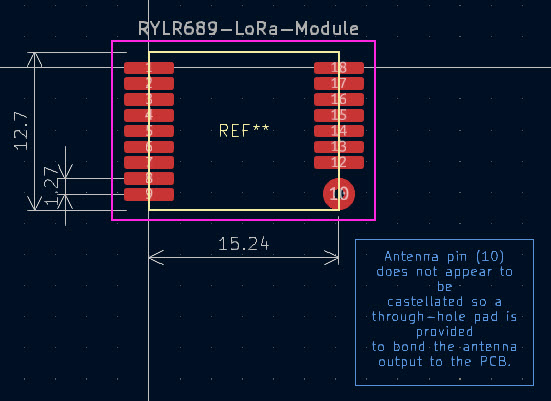 RYLR689-LoRa-Module
1
2
3
4
5
6
7
8
9
18
17
16
15
14
13
12
10
REF**
12.7
1.27
15.24
Antenna pin (10)
does not appear to
be
castellated so a
through-hole pad is
provided
to bond the antenna
output to the PCB.